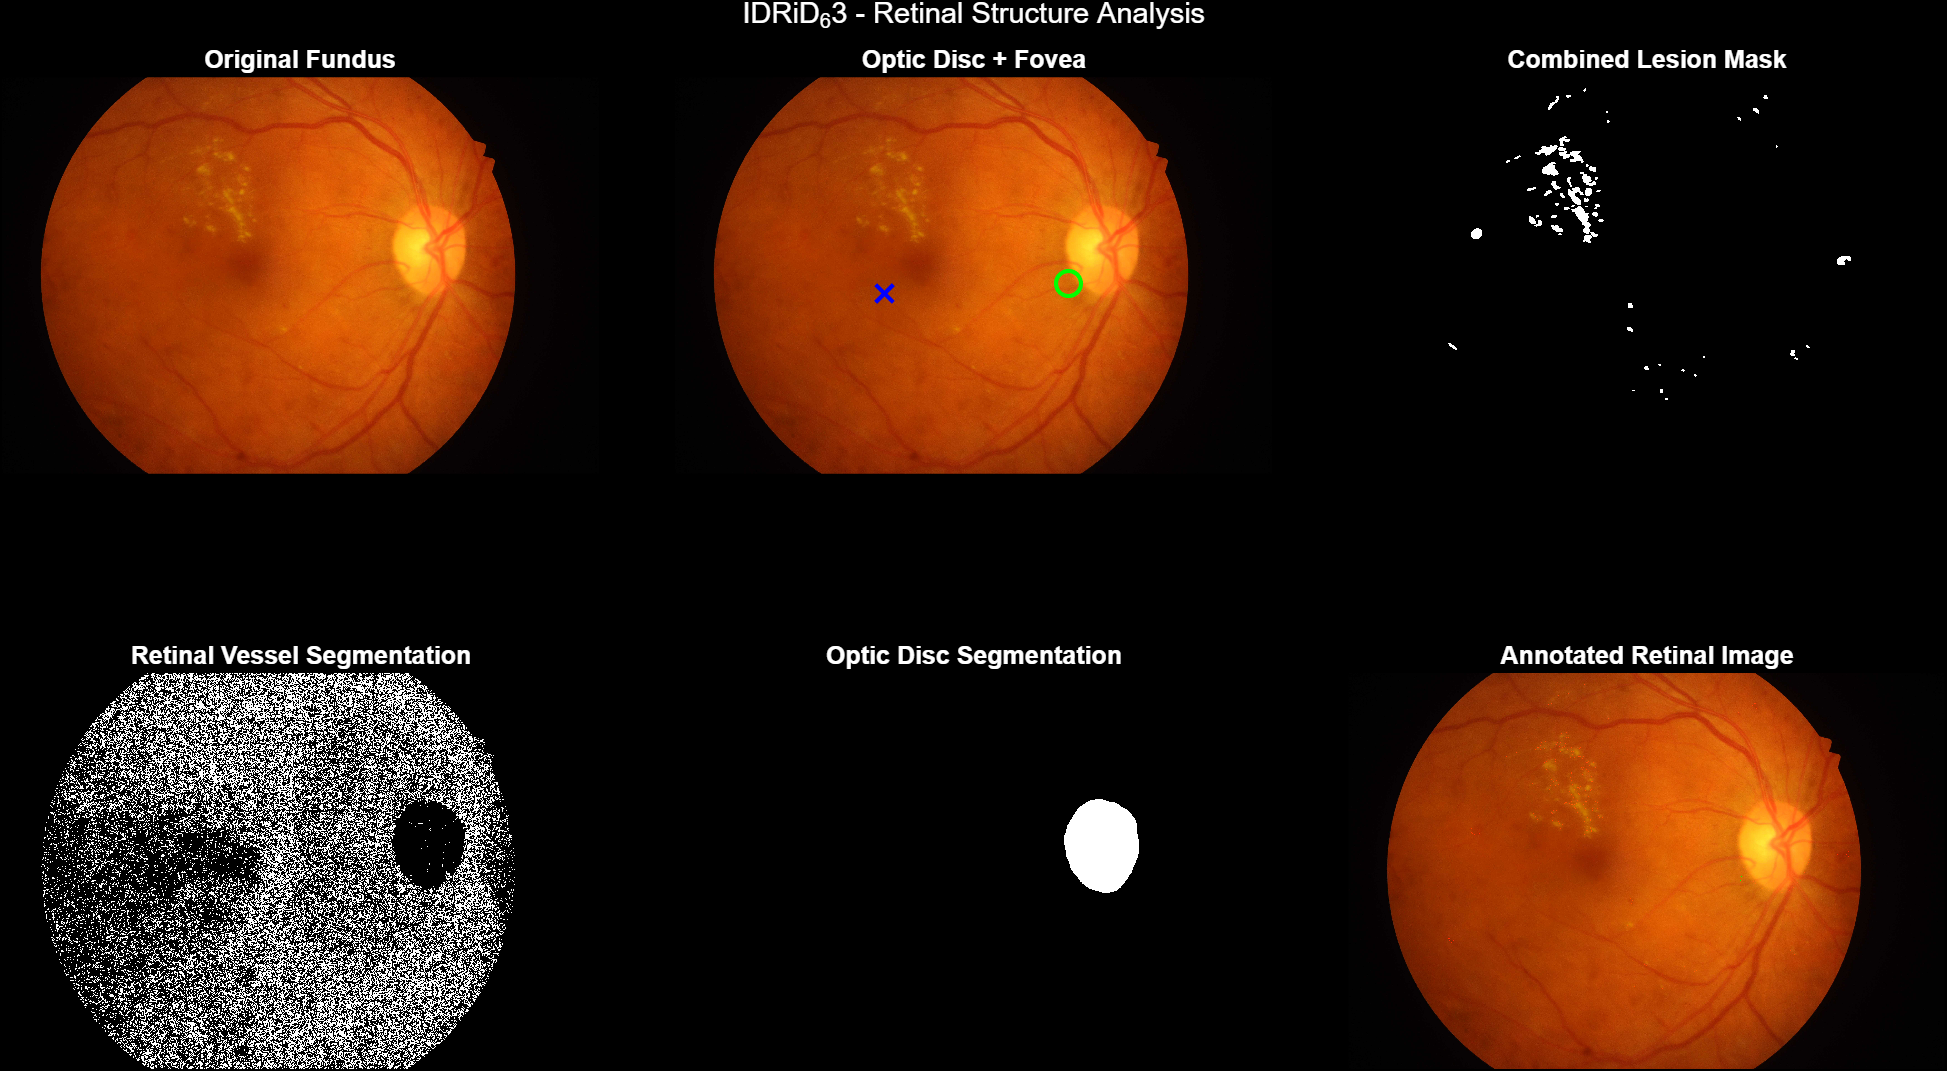 IDRiD₆3 - Retinal Structure Analysis
Original Fundus
Optic Disc + Fovea
Combined Lesion Mask
Retinal Vessel Segmentation
Optic Disc Segmentation
Annotated Retinal Image